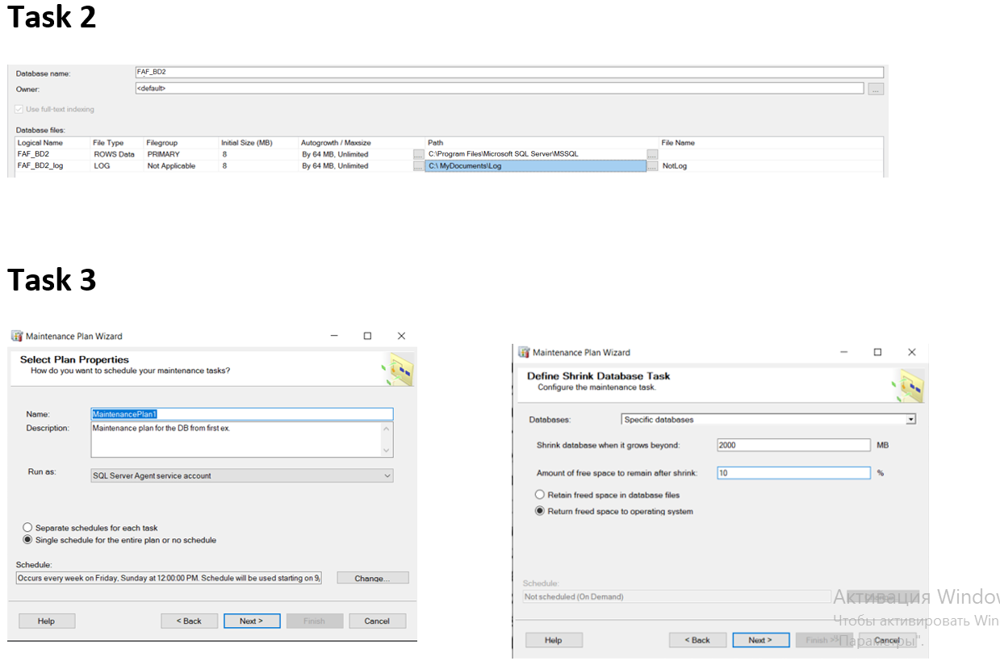 Task 2
Database name: FAF_BD2
Owner: <default> ...
Use full-text indexing
Database files:
Logical Name File Type Filegroup Initial Size (MB) Autogrowth / Maxsize Path File Name
FAF_BD2 ROWS Data PRIMARY 8 By 64 MB, Unlimited ... C:\Program Files\Microsoft SQL Server\MSSQL ...
FAF_BD2_log LOG Not Applicable 8 By 64 MB, Unlimited ... C:\ MyDocuments\Log ... NotLog
Task 3
Maintenance Plan Wizard
Select Plan Properties
How do you want to schedule your maintenance tasks?
Name: MaintenancePlan1
Description: Maintenance plan for the DB from first ex.
Run as: SQL Server Agent service account
Separate schedules for each task
Single schedule for the entire plan or no schedule
Schedule:
Occurs every week on Friday, Sunday at 12:00:00 PM. Schedule will be used starting on 9/ Change...
Help < Back Next > Finish Cancel
Maintenance Plan Wizard
Define Shrink Database Task
Configure the maintenance task.
Databases: Specific databases
Shrink database when it grows beyond: 2000 MB
Amount of free space to remain after shrink: 10 %
Retain freed space in database files
Return freed space to operating system
Schedule:
Not scheduled (On Demand)
Help < Back Next > Finish >> Cancel
Активация Window
Чтобы активировать Win
"Параметры".